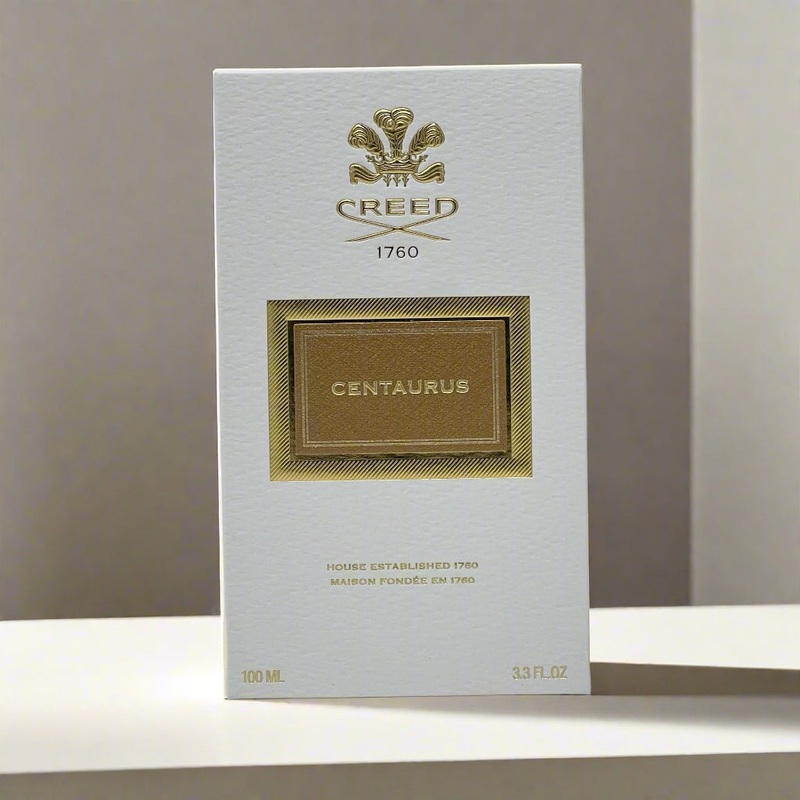 CREED
1760
CENTAURUS
HOUSE ESTABLISHED 1760
MAISON FONDÉE EN 1760
100 ML
3.3 FL.OZ